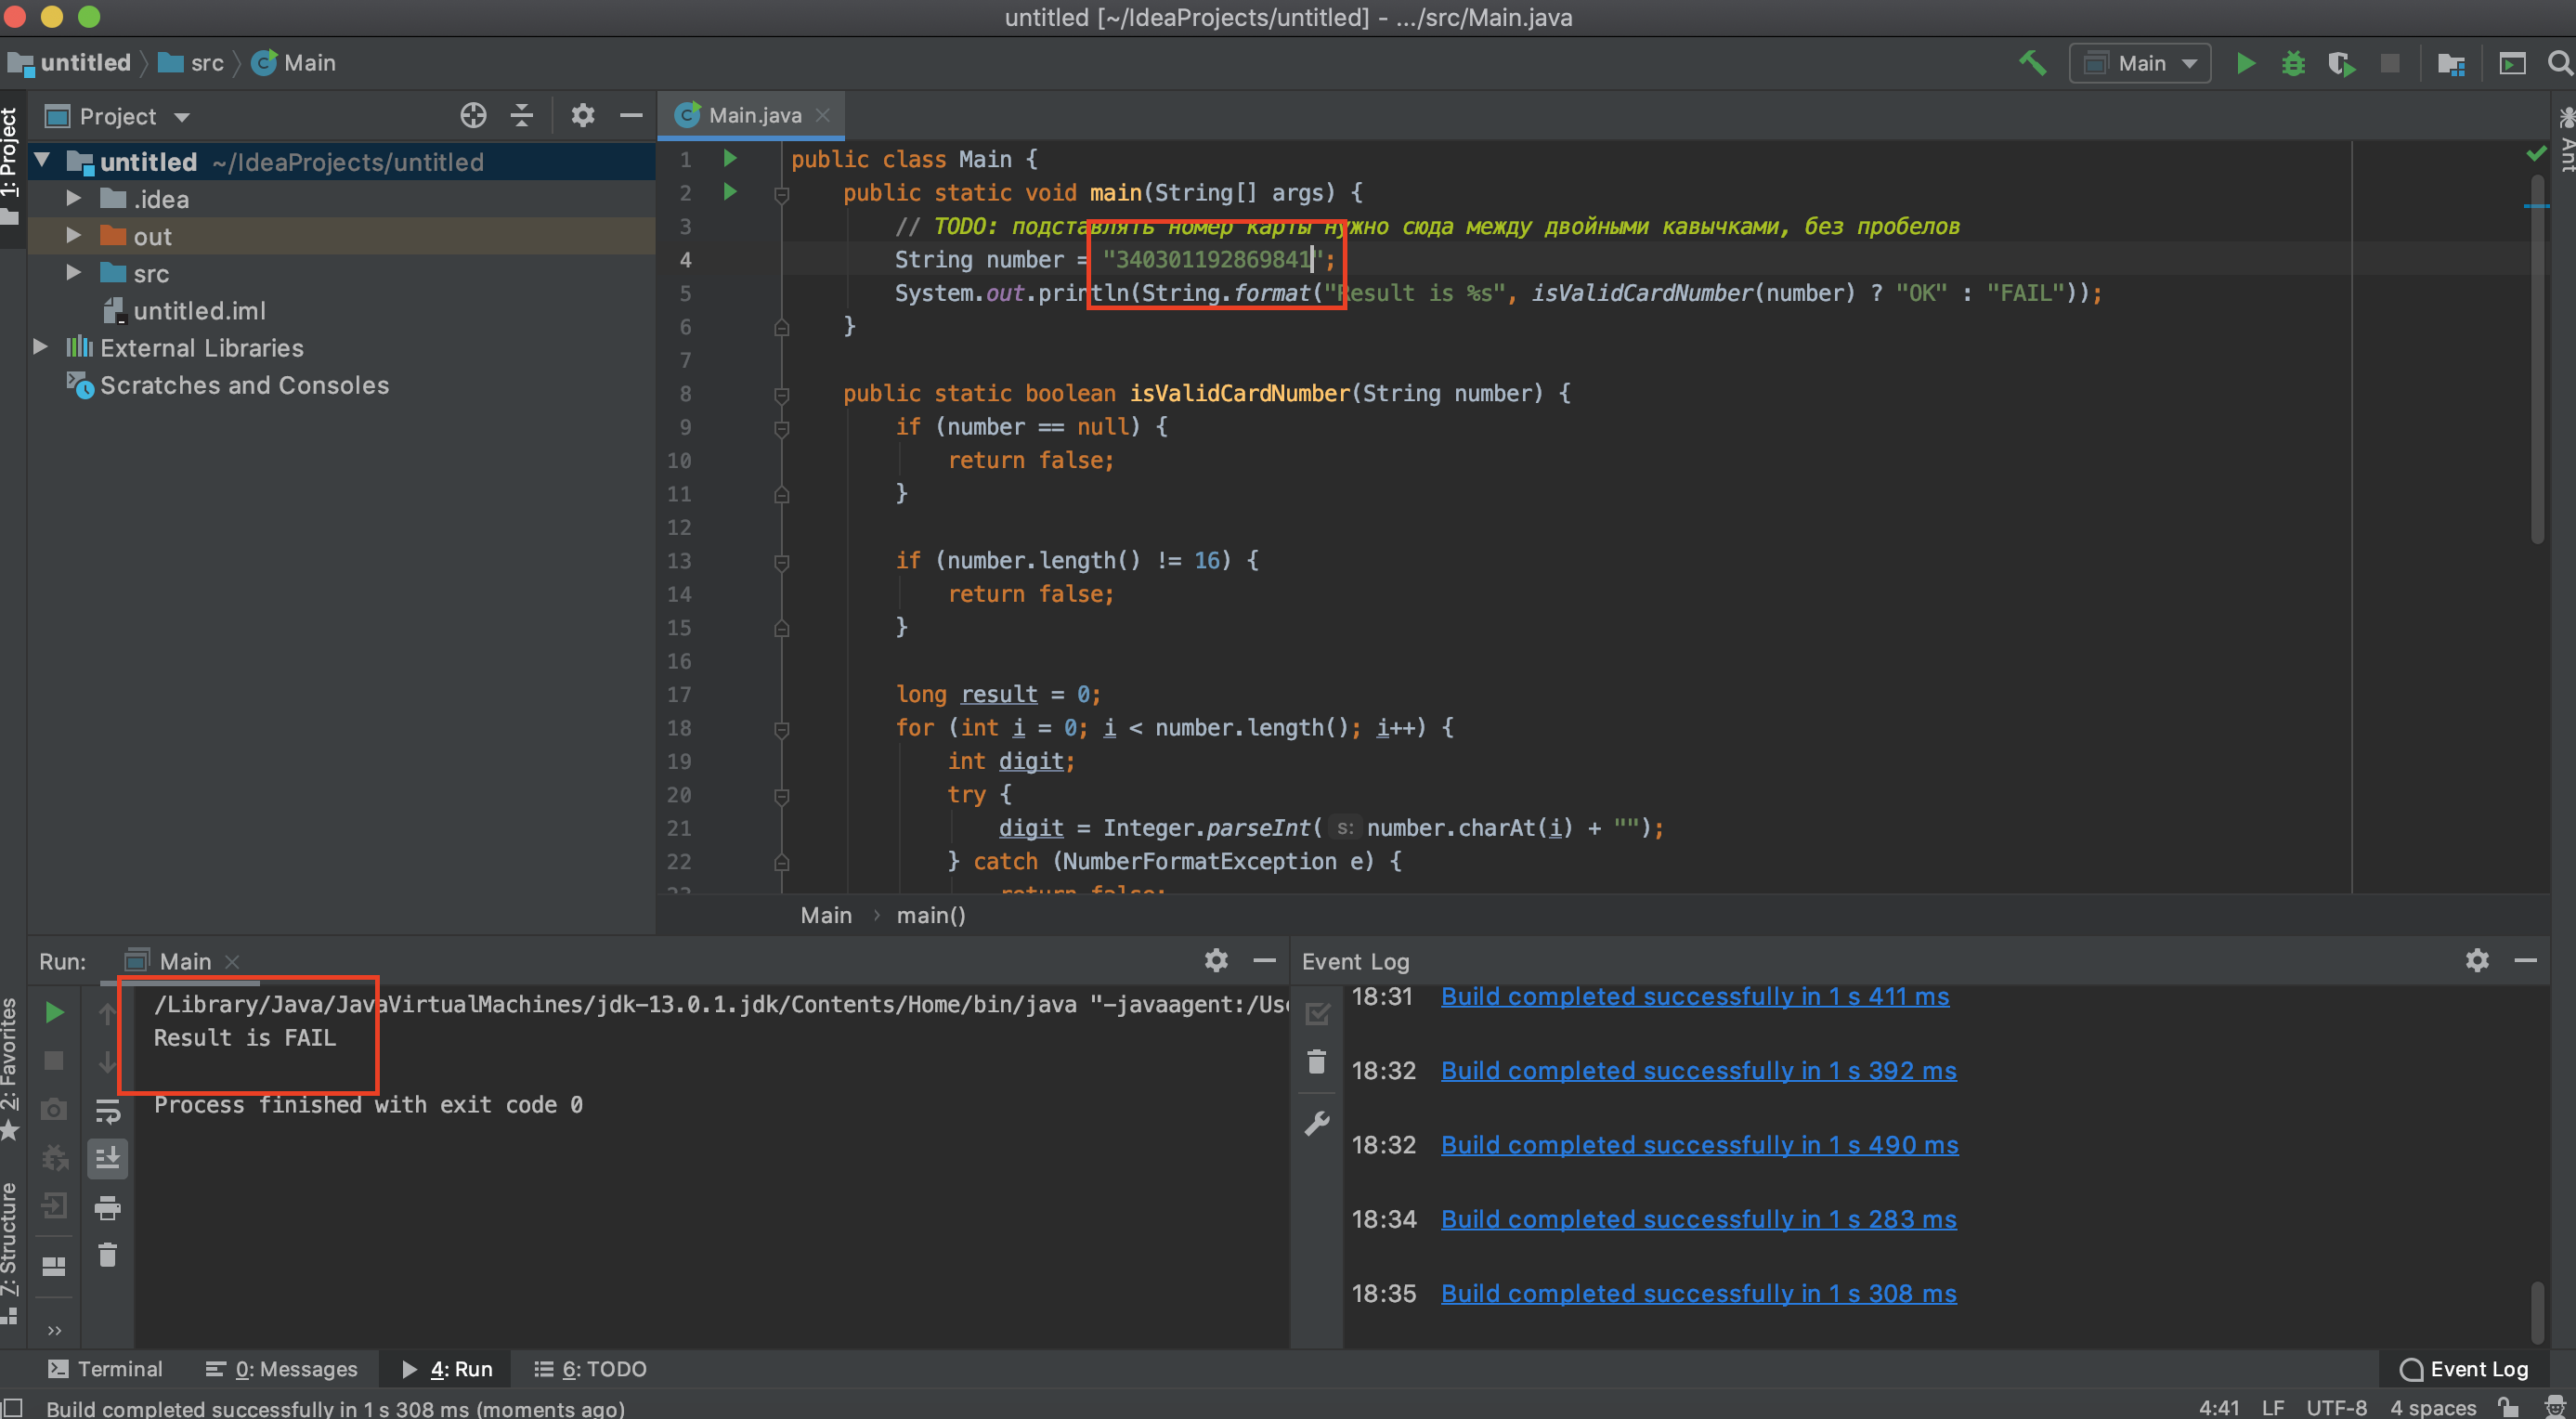 untitled [~/IdeaProjects/untitled] - .../src/Main.java
untitled src Main
Main
1: Project
Project
Main.java
Ant
untitled ~/IdeaProjects/untitled
.idea
out
src
untitled.iml
External Libraries
Scratches and Consoles
1 public class Main {
2 public static void main(String[] args) {
3 // TODO: подставлять номер карты нужно сюда между двойными кавычками, без пробелов
4 String number = "340301192869841";
5 System.out.println(String.format("Result is %s", isValidCardNumber(number) ? "OK" : "FAIL"));
6 }
7
8 public static boolean isValidCardNumber(String number) {
9 if (number == null) {
10 return false;
11 }
12
13 if (number.length() != 16) {
14 return false;
15 }
16
17 long result = 0;
18 for (int i = 0; i < number.length(); i++) {
19 int digit;
20 try {
21 digit = Integer.parseInt( s: number.charAt(i) + "");
22 } catch (NumberFormatException e) {
23 return false;
Main › main()
Run: Main
/Library/Java/JavaVirtualMachines/jdk-13.0.1.jdk/Contents/Home/bin/java "-javaagent:/Use
Result is FAIL
Process finished with exit code 0
Event Log
18:31 Build completed successfully in 1 s 411 ms
18:32 Build completed successfully in 1 s 392 ms
18:32 Build completed successfully in 1 s 490 ms
18:34 Build completed successfully in 1 s 283 ms
18:35 Build completed successfully in 1 s 308 ms
2: Favorites
Z: Structure
Terminal 0: Messages 4: Run 6: TODO Event Log
Build completed successfully in 1 s 308 ms (moments ago) 4:41 LF UTF-8 4 spaces